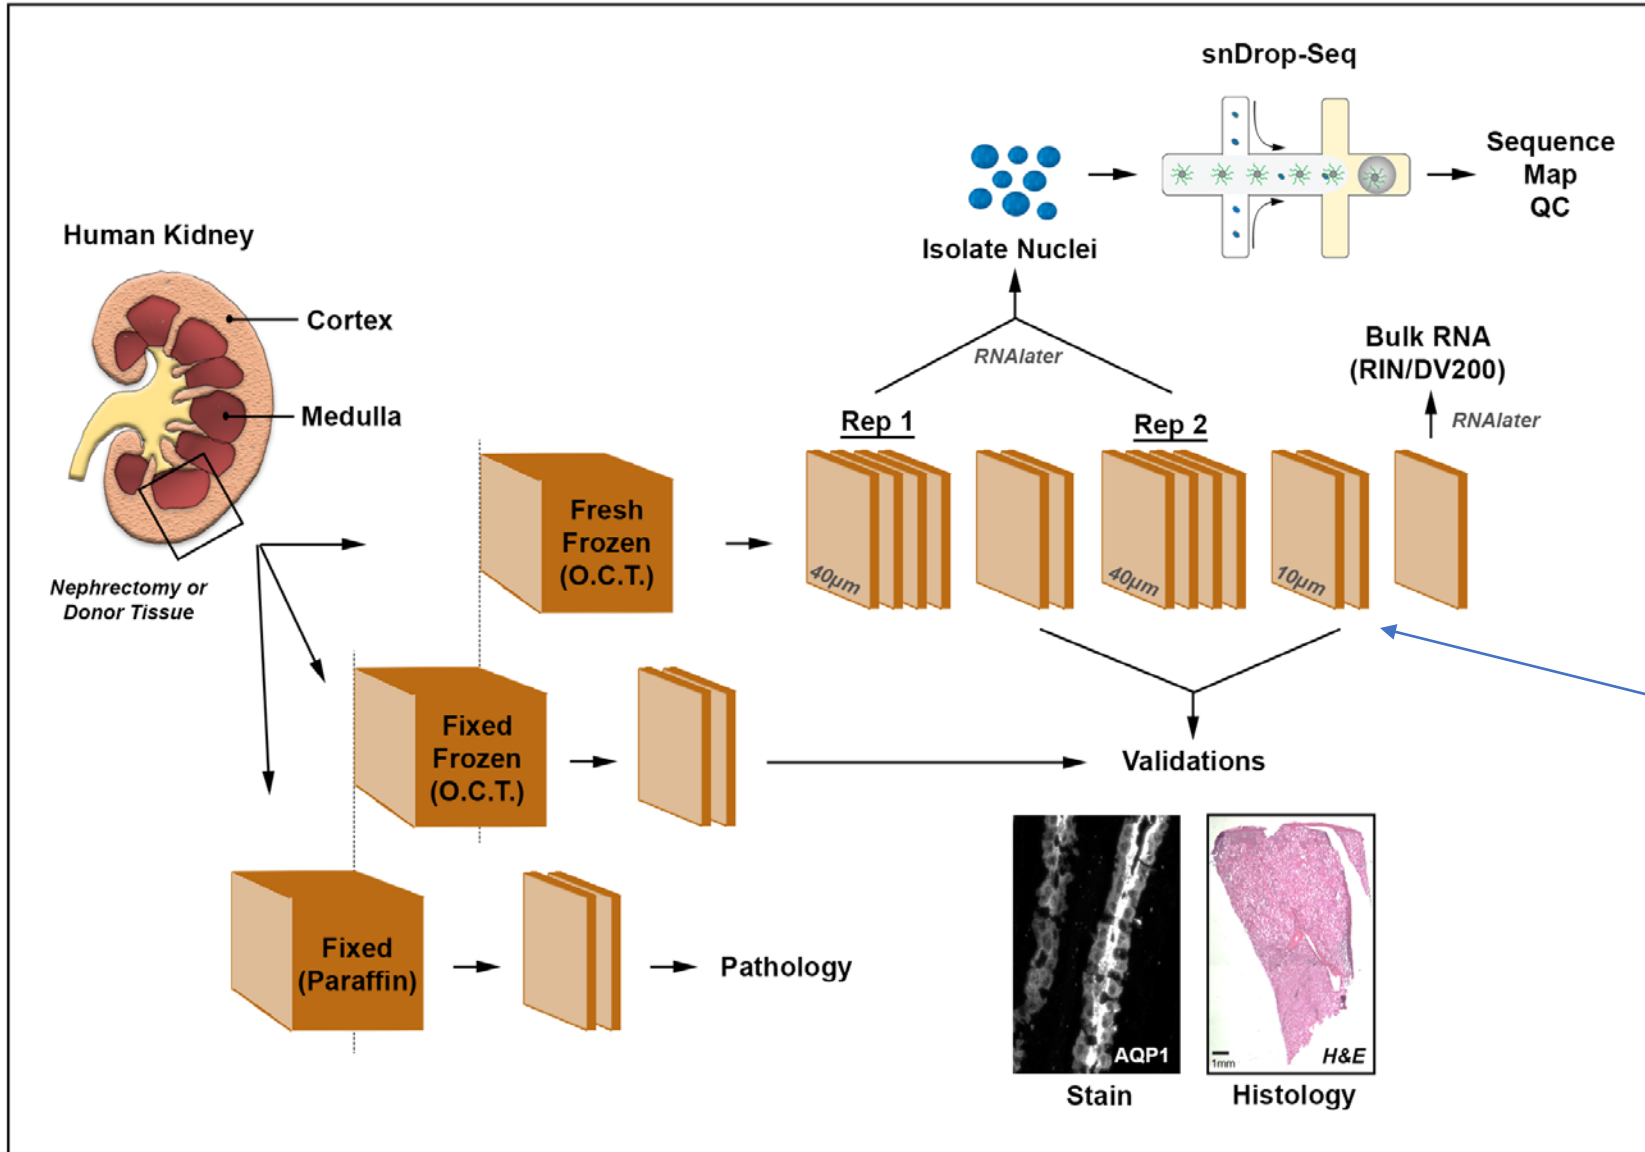 snDrop-Seq
Sequence
Map
QC
Isolate Nuclei
Human Kidney
Cortex
Medulla
Nephrectomy or
Donor Tissue
RNAlater
Bulk RNA
(RIN/DV200)
RNAlater
Rep 1
Rep 2
Fresh
Frozen
(O.C.T.)
40µm
40µm
10µm
Fixed
Frozen
(O.C.T.)
Validations
Fixed
(Paraffin)
Pathology
AQP1
Stain
1mm
H&E
Histology